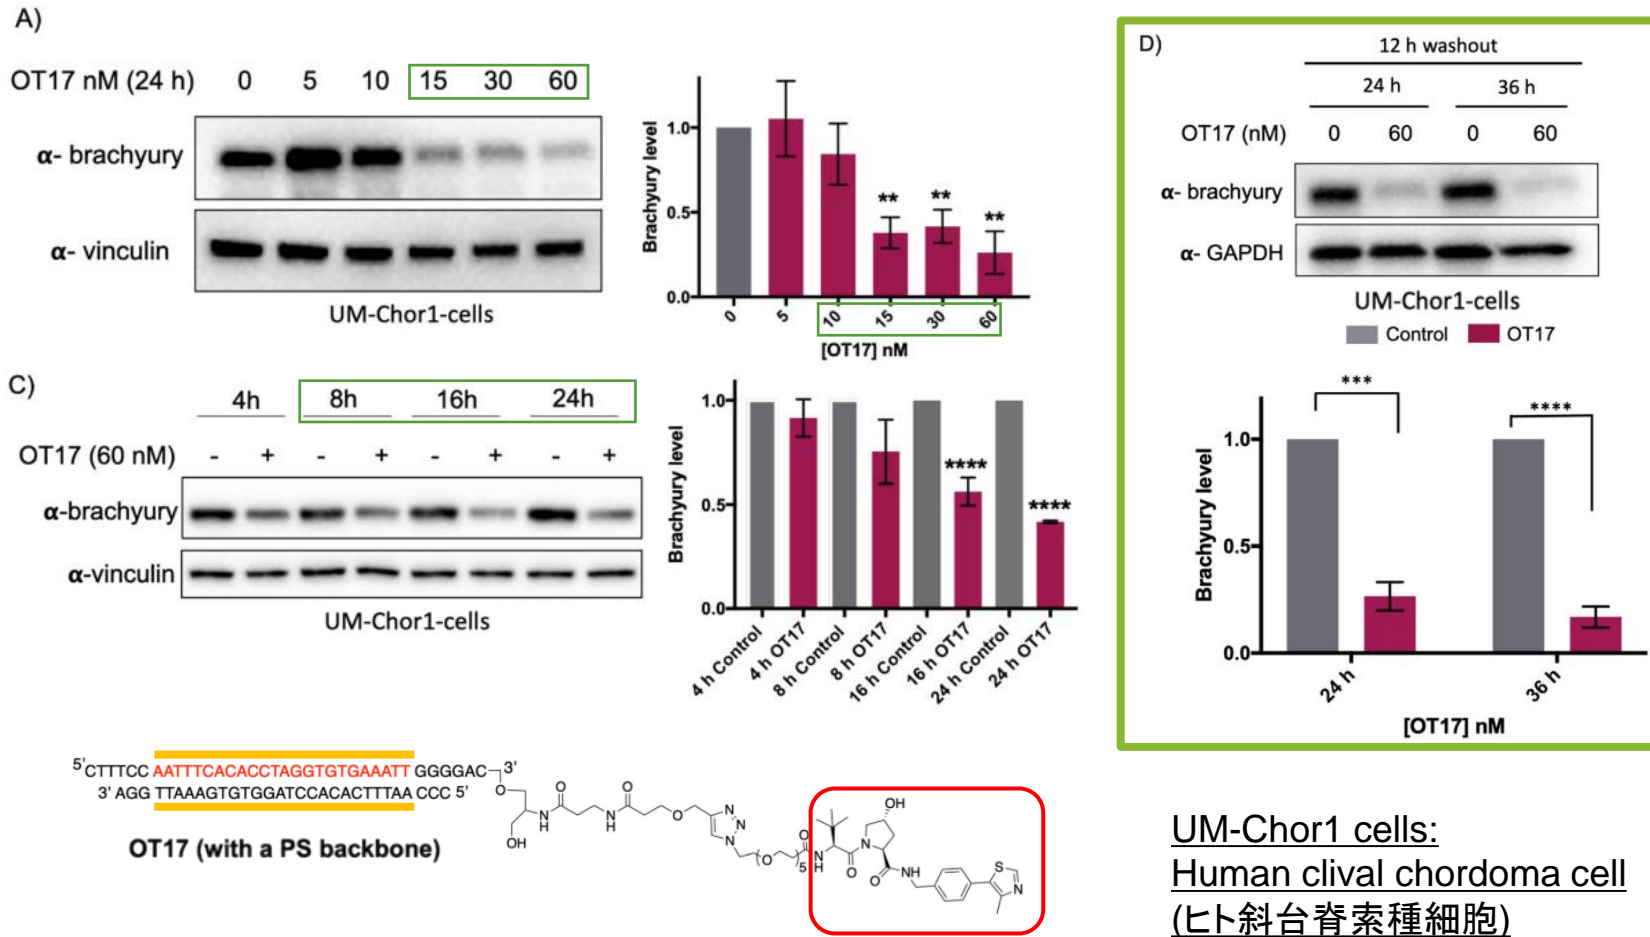 A)
OT17 nM (24 h) 0 5 10 15 30 60
α- brachyury
α- vinculin
UM-Chor1-cells
Brachyury level
1.0
0.5
0.0
** ** **
0 5 10 15 30 60
[OT17] nM
C)
4h 8h 16h 24h
OT17 (60 nM) - + - + - + - +
α-brachyury
α-vinculin
UM-Chor1-cells
Brachyury level
1.0
0.5
0.0
**** ****
4 h Control 4 h OT17 8 h Control 8 h OT17 16 h Control 16 h OT17 24 h Control 24 h OT17
D)
12 h washout
24 h 36 h
OT17 (nM) 0 60 0 60
α- brachyury
α- GAPDH
UM-Chor1-cells
Control OT17
Brachyury level
1.0
0.5
0.0
*** ****
24 h 36 h
[OT17] nM
5'CTTTCC AATTTCACACCTAGGTGTGAAATT GGGGAC 3'
3' AGG TTAAAGTGTGGATCCACACTTTAA CCC 5'
OT17 (with a PS backbone)
O OH N H O N H O O N N N O 5 O N H O N OH O NH S N
UM-Chor1 cells:
Human clival chordoma cell
(ヒト斜台脊索種細胞)